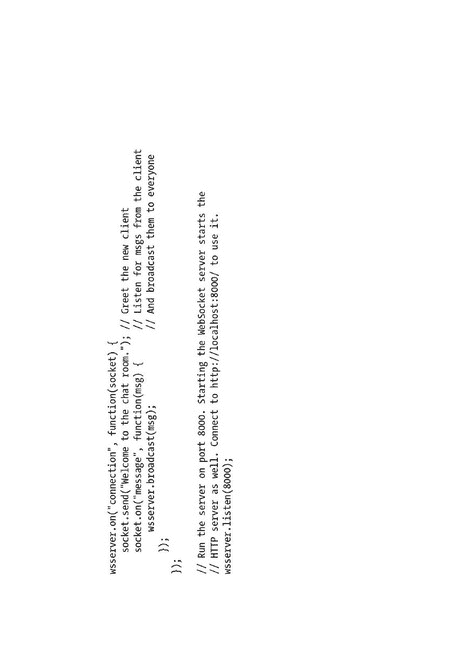 wsserver.on("connection", function(socket) {
    socket.send("Welcome to the chat room."); // Greet the new client
    socket.on("message", function(msg) {      // Listen for msgs from the client
        wsserver.broadcast(msg);              // And broadcast them to everyone
    });
});
// Run the server on port 8000. Starting the WebSocket server starts the
// HTTP server as well. Connect to http://localhost:8000/ to use it.
wsserver.listen(8000);